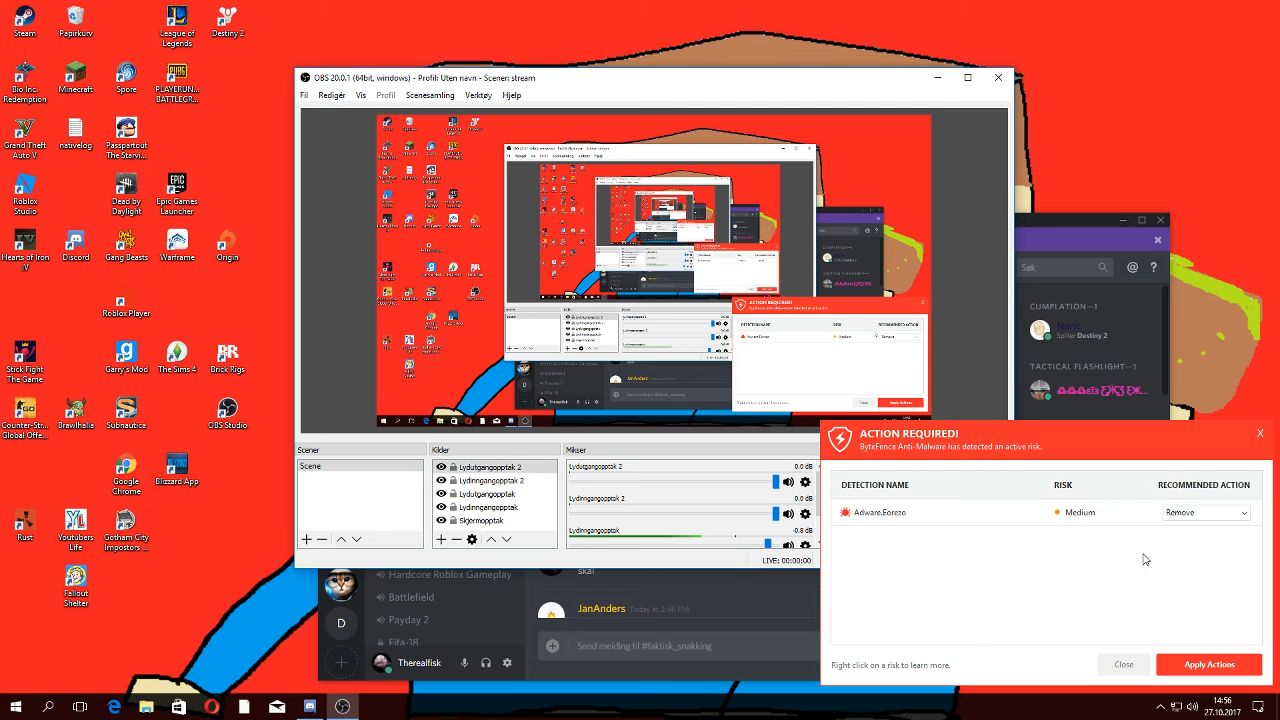 Steam
Papirkurv
League of
Legends
Destiny 2
Bio Inc.
Redemption
Minecraft
Spore
PLAYERUN...
BATTLEGR...
Grand Theft
Auto V
nativelog
Passpartout
The Starvi...
Roblox
Studio
Dead by
Daylight
Epic Games
Launcher
Hearts of Iron
IV
Discord
Gang Beasts
Warframe
Origin
Roblox Player
Stick Fight
The Game
Garry's Mod
The Sims 4
Brick Rigs
Counter-Str...
Global Offe...
Brawlhalla
Subnautica
OBS Studio
Google
Chrome
Blizzard App
Rust
Youtubers
Life
Gotham City
Impostors ...
Fallout
Shelter
OBS 20.0.1 (64bit, windows) - Profil: Uten navn - Scener: stream
Fil Redigér Vis Profil Scenesamling Verktøy Hjelp
Scener
Scene
Kilder
Lydutgangopptak 2
Lydinngangopptak 2
Lydutgangopptak
Lydinngangopptak
Skjermopptak
Mikser
Lydutgangopptak 2 0.0 dB
Lydinngangopptak 2 0.0 dB
Lydinngangopptak -0.8 dB
LIVE: 00:00:00
Søk
@ ?
CUMPLATION—1
Spiller Destiny 2
TACTICAL FLASHLIGHT—1
Hardcore Roblox Gameplay
Battlefield
Payday 2
Fifa-18
D
Therealfisk
skål
JanAnders Today at 2:46 PM
Send melding til #faktisk_snakking
ACTION REQUIRED!
ByteFence Anti-Malware has detected an active risk.
X
DETECTION NAME RISK RECOMMENDED ACTION
Adware.Eorezo Medium Remove
Right click on a risk to learn more.
Close
Apply Actions
14:56
27.10.2017